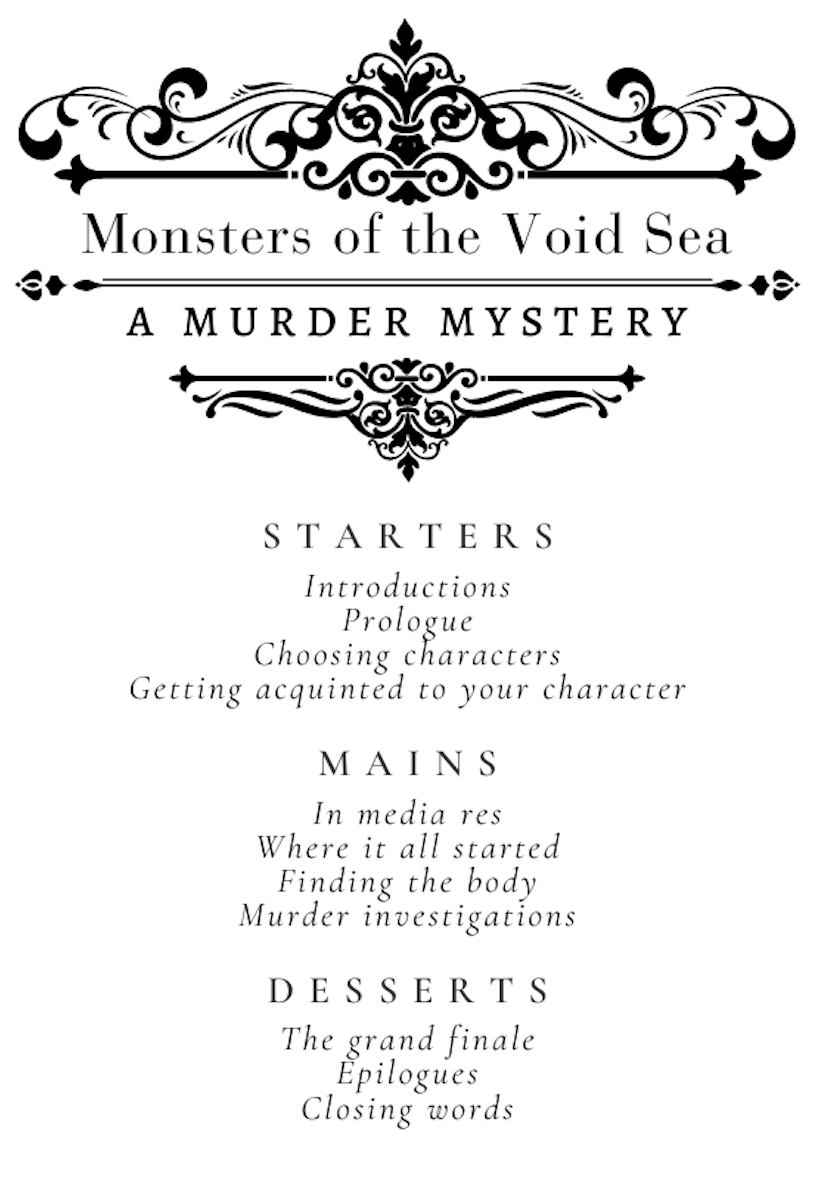 Monsters of the Void Sea
A MURDER MYSTERY
STARTERS
Introductions
Prologue
Choosing characters
Getting acquinted to your character
MAINS
In media res
Where it all started
Finding the body
Murder investigations
DESSERTS
The grand finale
Epilogues
Closing words